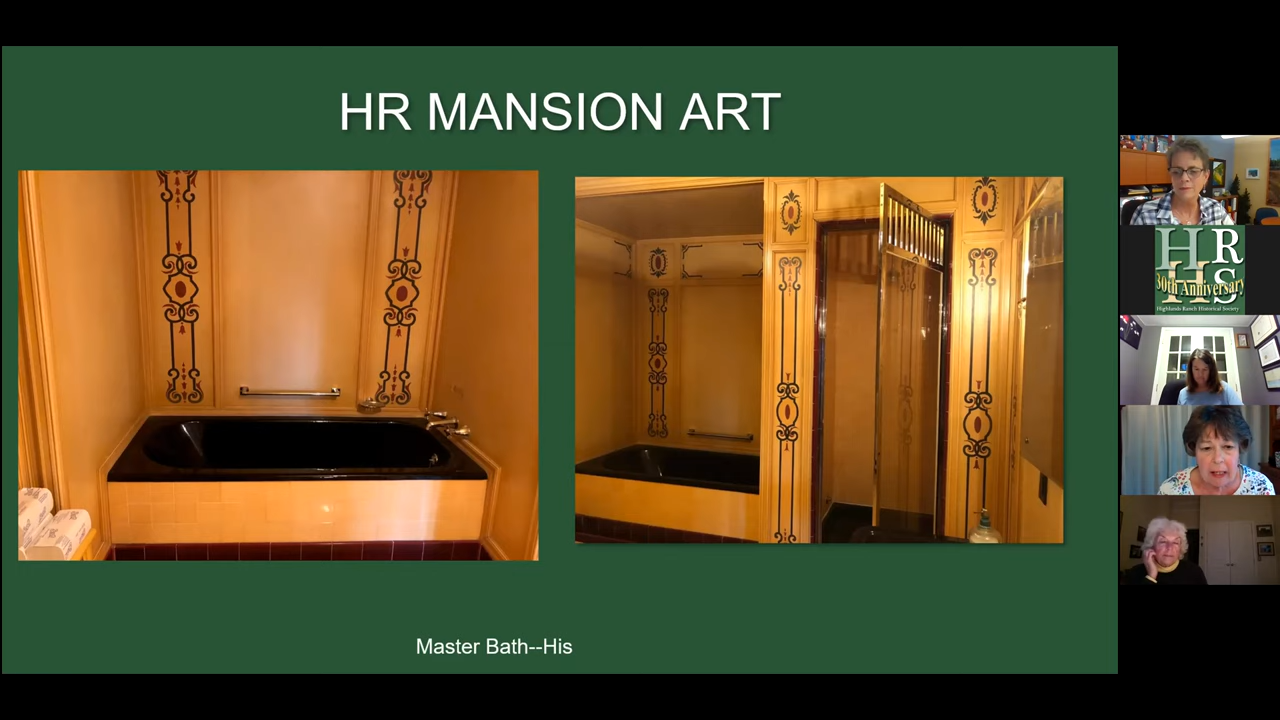 HR MANSION ART
Master Bath--His
HRHS
30th Anniversary
Highlands Ranch Historical Society